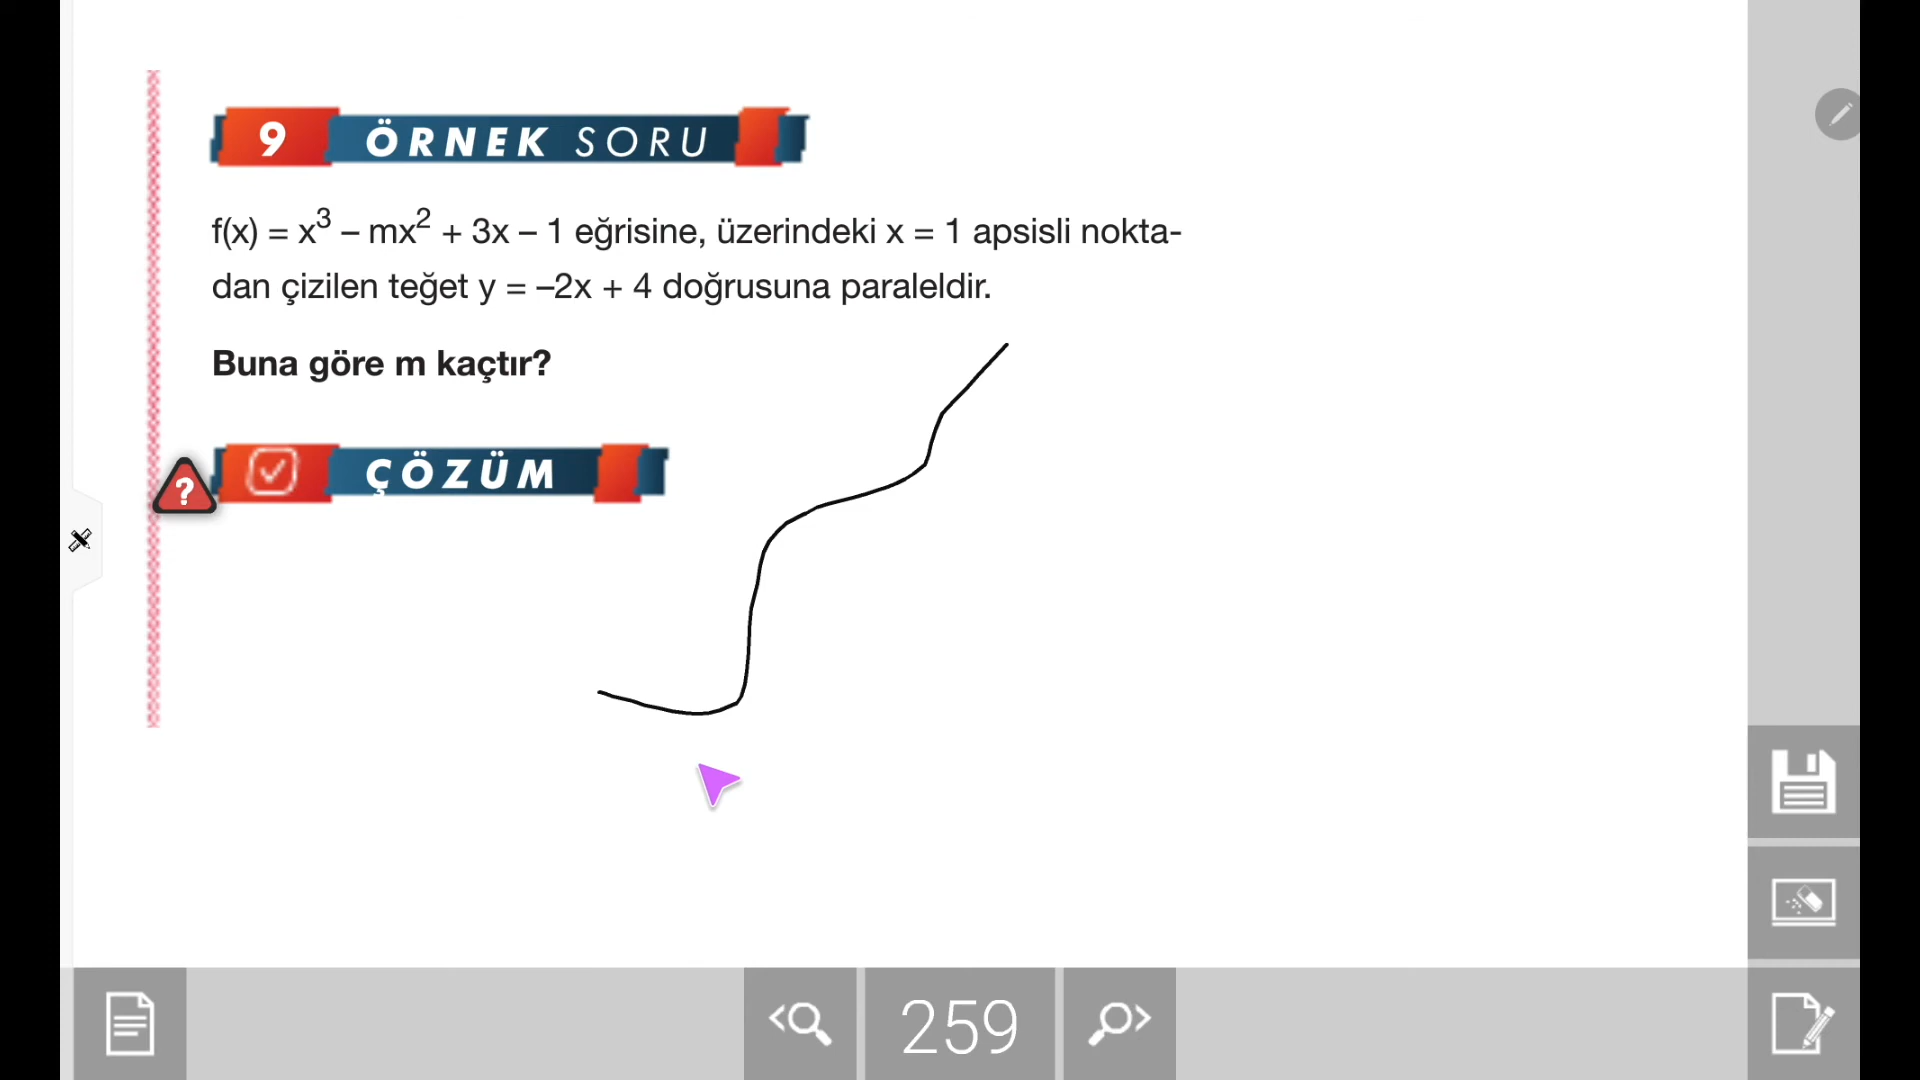 9 ÖRNEK SORU
f(x) = x³ – mx² + 3x – 1 eğrisine, üzerindeki x = 1 apsisli nokta-
dan çizilen teğet y = –2x + 4 doğrusuna paraleldir.
Buna göre m kaçtır?
? ÇÖZÜM
259